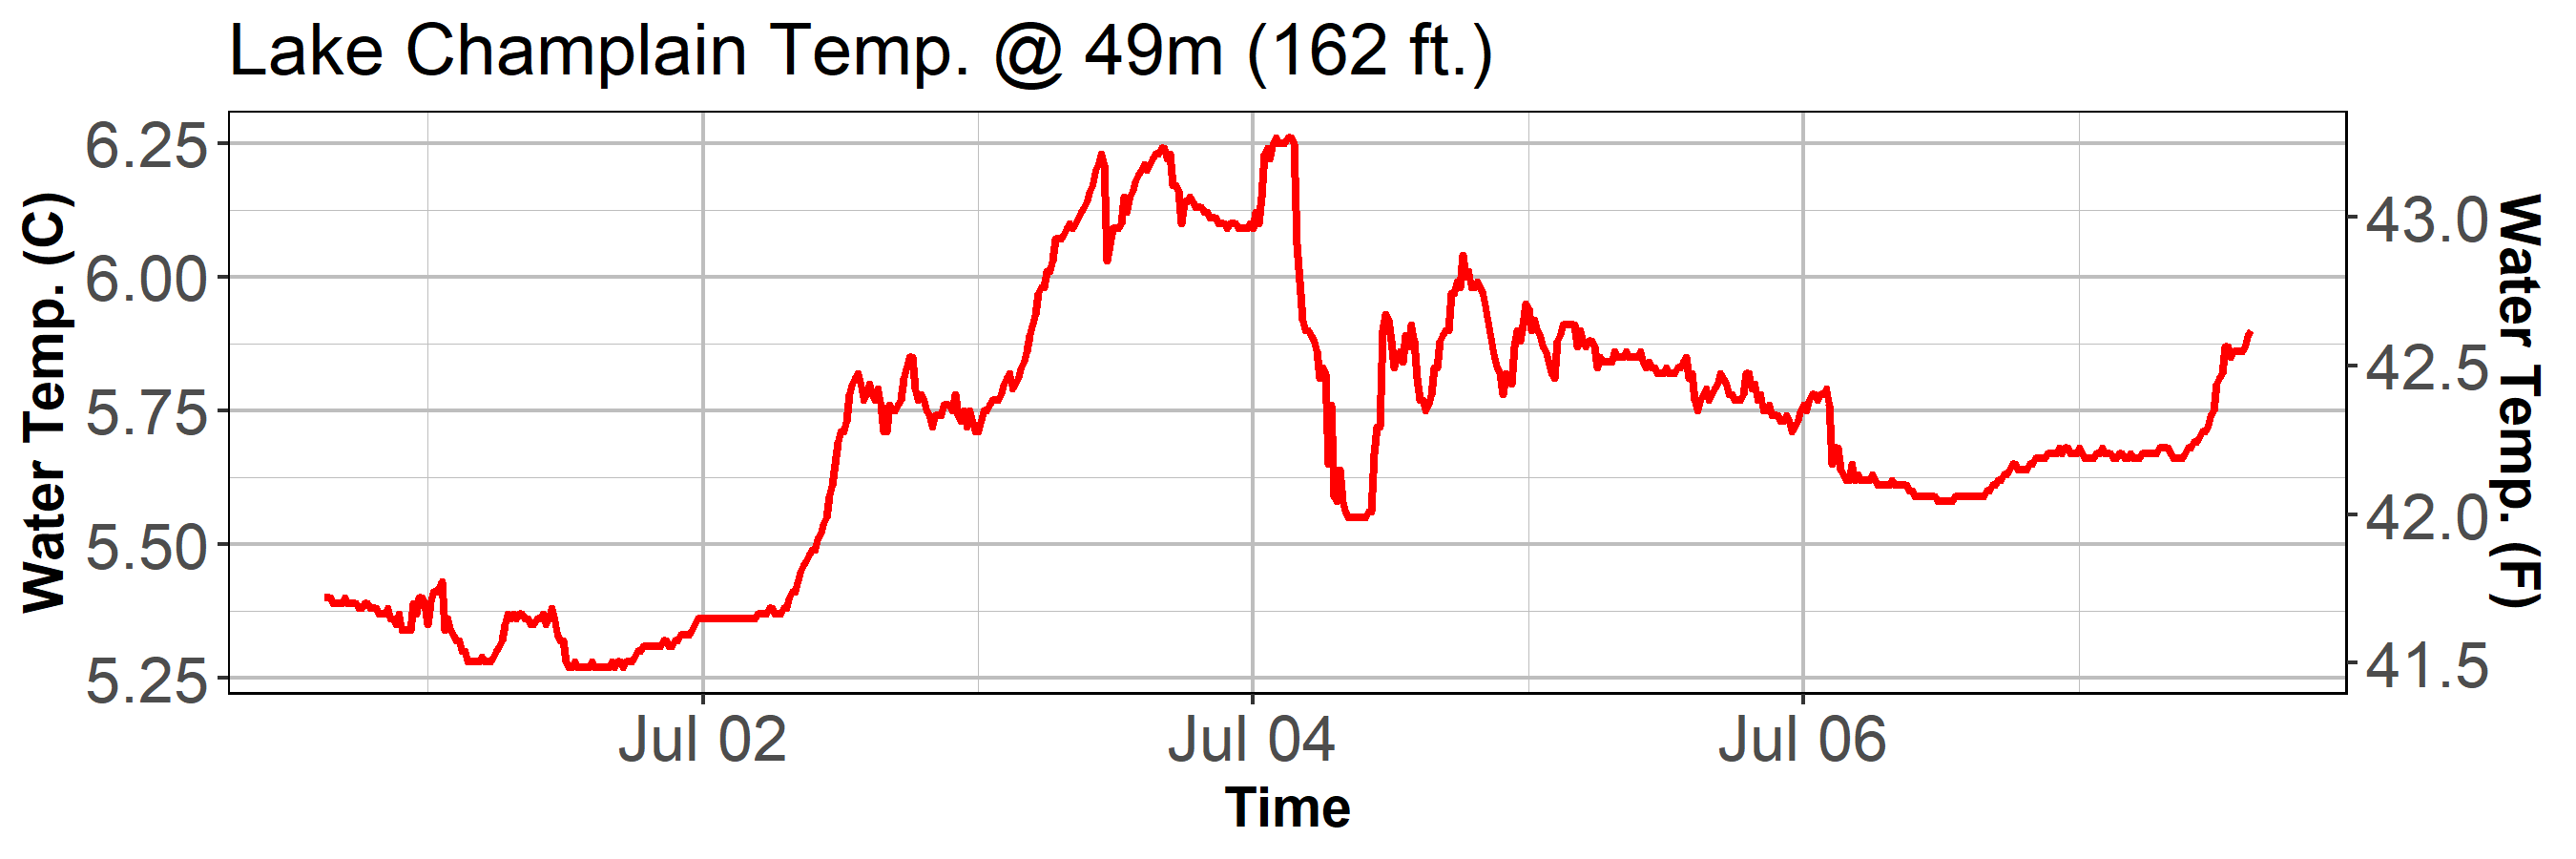 Lake Champlain Temp. @ 49m (162 ft.)
Water Temp. (C)
6.25
6.00
5.75
5.50
5.25
43.0
42.5
42.0
41.5
Water Temp. (F)
Jul 02
Jul 04
Jul 06
Time